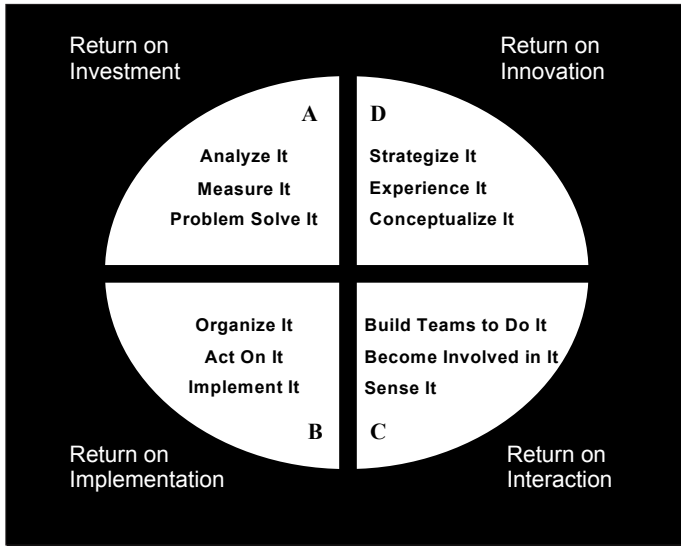 Return on
Investment
Return on
Innovation
A
Analyze It
Measure It
Problem Solve It
D
Strategize It
Experience It
Conceptualize It
Organize It
Act On It
Implement It
B
Build Teams to Do It
Become Involved in It
Sense It
C
Return on
Implementation
Return on
Interaction